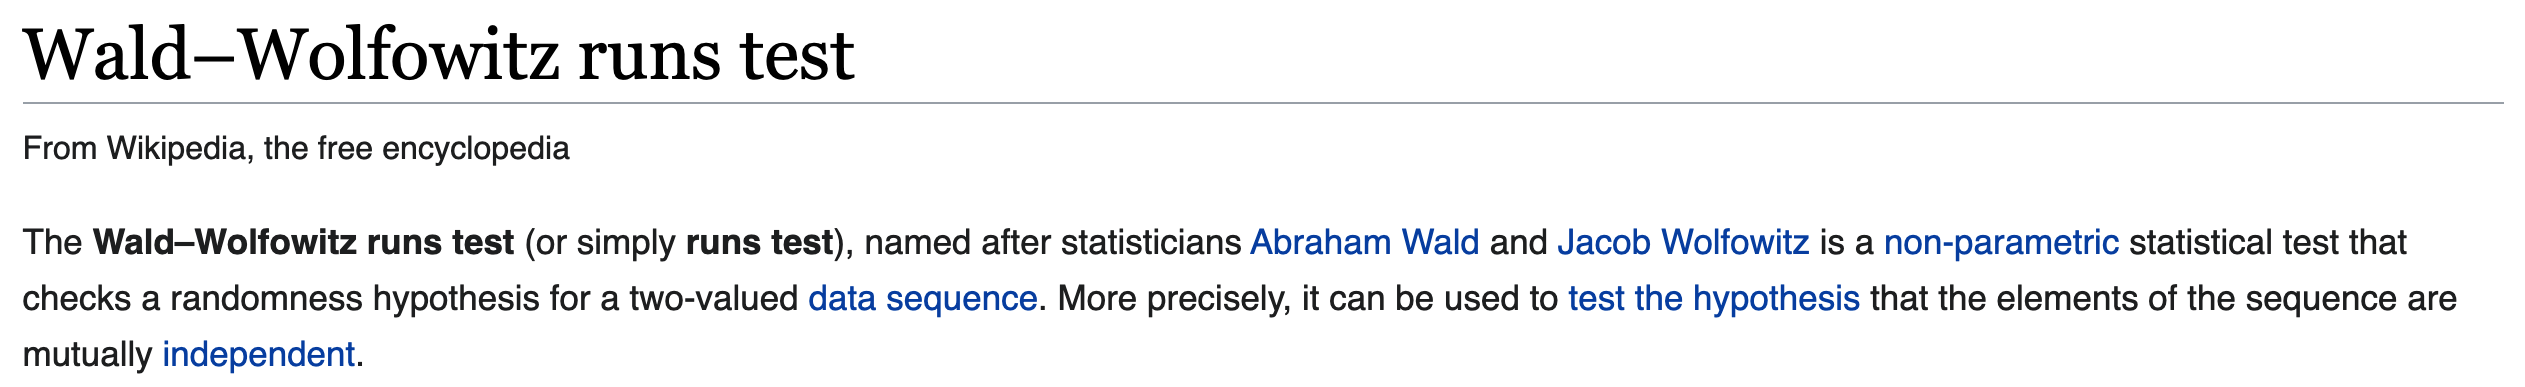 Wald–Wolfowitz runs test
From Wikipedia, the free encyclopedia
The Wald–Wolfowitz runs test (or simply runs test), named after statisticians Abraham Wald and Jacob Wolfowitz is a non-parametric statistical test that
checks a randomness hypothesis for a two-valued data sequence. More precisely, it can be used to test the hypothesis that the elements of the sequence are
mutually independent.